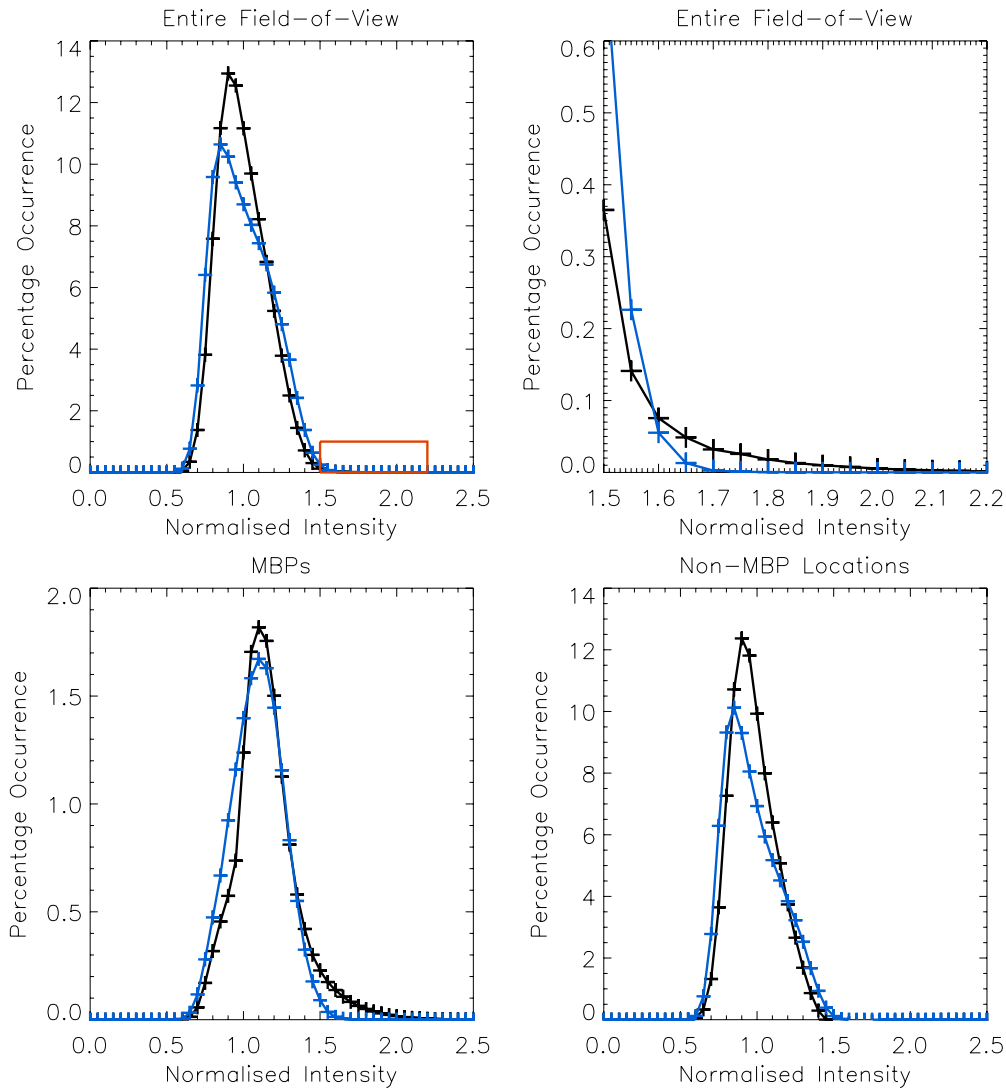 Entire Field-of-View
Percentage Occurrence
14
12
10
8
6
4
2
0
0.0 0.5 1.0 1.5 2.0 2.5
Normalised Intensity
Entire Field-of-View
Percentage Occurrence
0.6
0.5
0.4
0.3
0.2
0.1
0.0
1.5 1.6 1.7 1.8 1.9 2.0 2.1 2.2
Normalised Intensity
MBPs
Percentage Occurrence
2.0
1.5
1.0
0.5
0.0
0.0 0.5 1.0 1.5 2.0 2.5
Normalised Intensity
Non-MBP Locations
Percentage Occurrence
14
12
10
8
6
4
2
0
0.0 0.5 1.0 1.5 2.0 2.5
Normalised Intensity